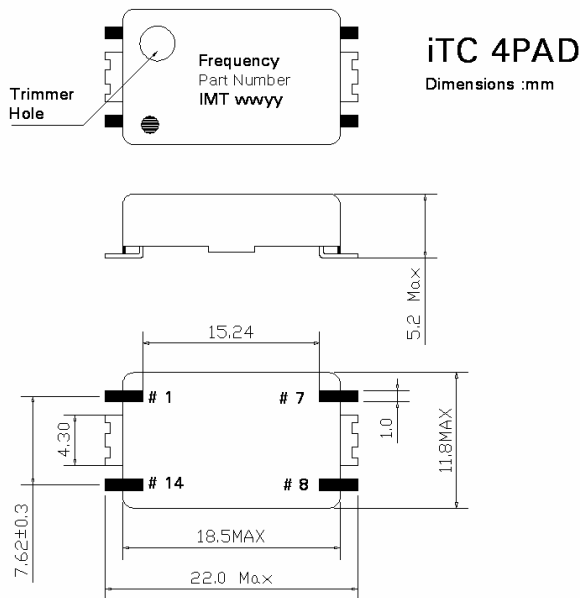 iTC 4PAD
Dimensions :mm
Frequency
Part Number
IMT wwyy
Trimmer
Hole
5.2 Max
15.24
# 1
# 7
1.0
11.8MAX
4.30
7.62±0.3
# 14
# 8
18.5MAX
22.0 Max